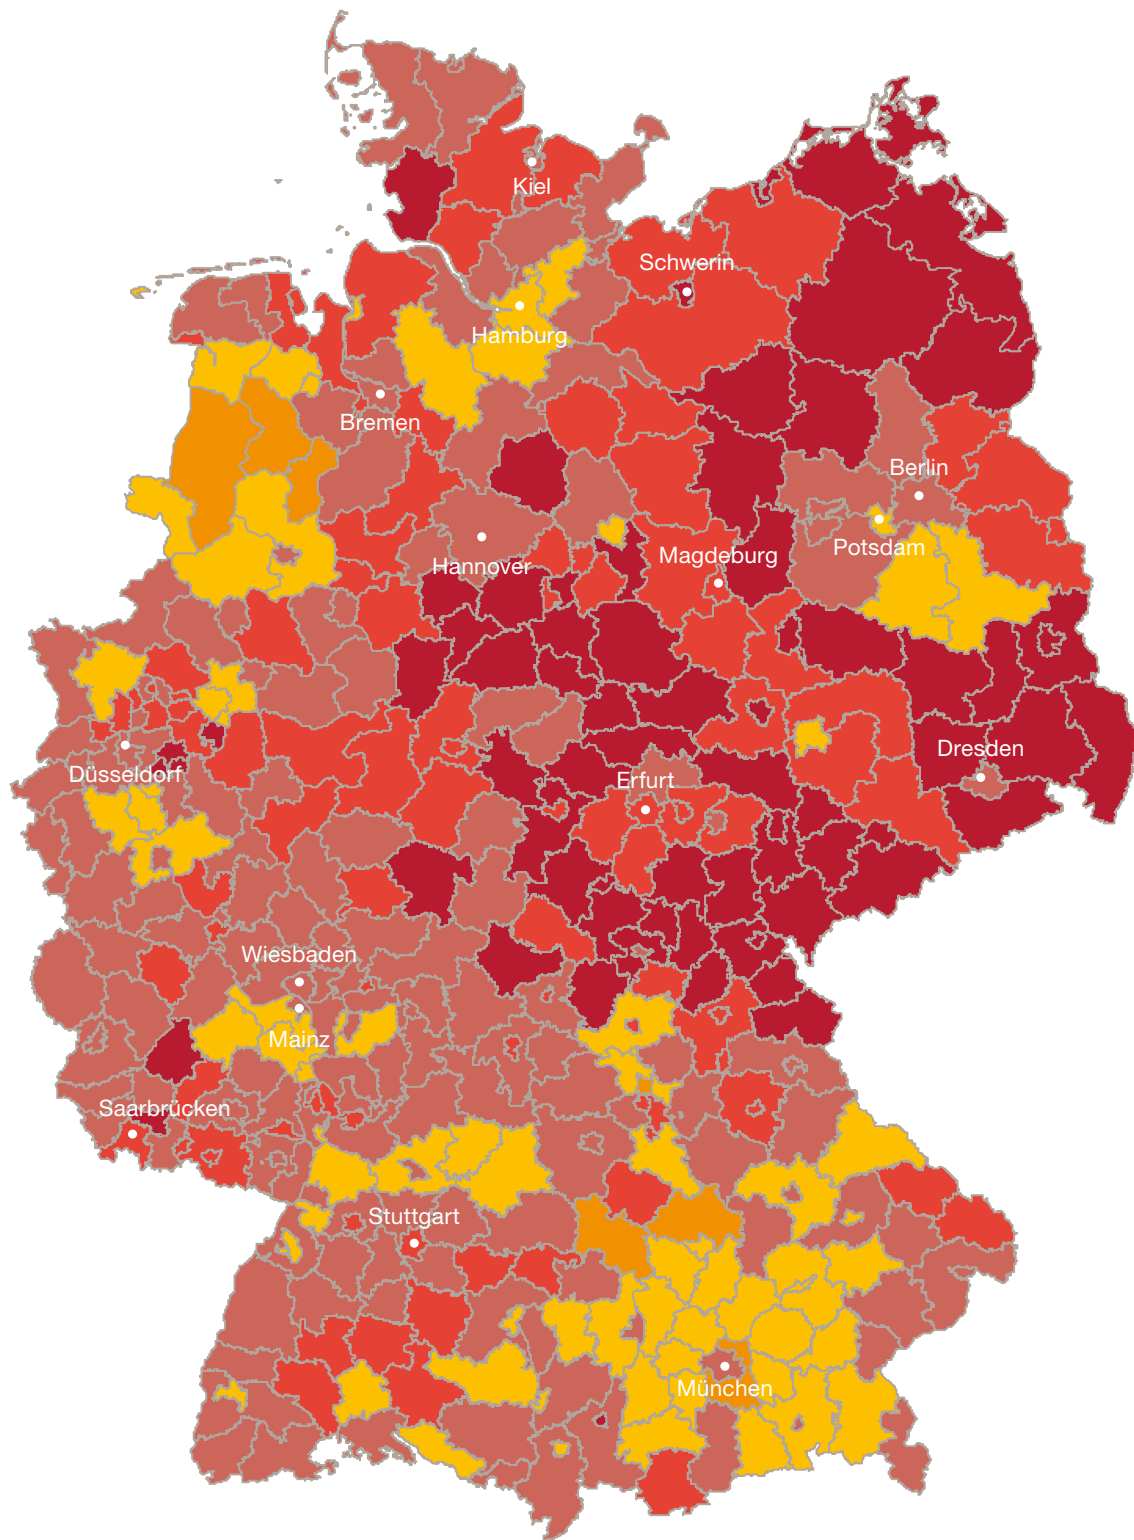 Kiel
Schwerin
Hamburg
Bremen
Berlin
Hannover
Magdeburg
Potsdam
Düsseldorf
Erfurt
Dresden
Wiesbaden
Mainz
Saarbrücken
Stuttgart
München